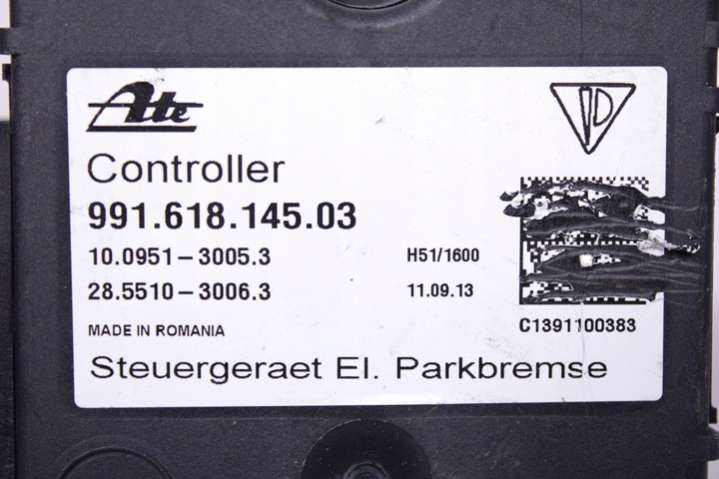 Ate
Controller
991.618.145.03
10.0951-3005.3 H51/1600
28.5510-3006.3 11.09.13
MADE IN ROMANIA C1391100383
Steuergeraet El. Parkbremse